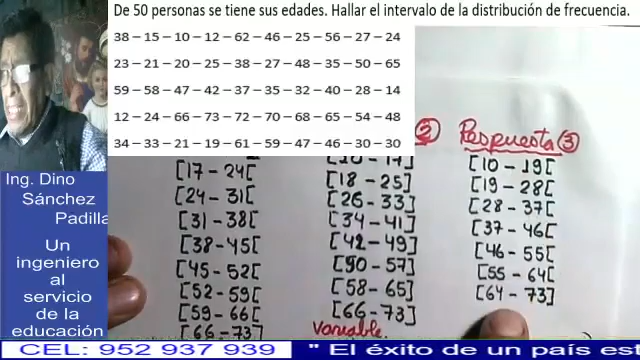 De 50 personas se tiene sus edades. Hallar el intervalo de la distribución de frecuencia.
38 – 15 – 10 – 12 – 62 – 46 – 25 – 56 – 27 – 24
23 – 21 – 20 – 25 – 38 – 27 – 48 – 35 – 50 – 65
59 – 58 – 47 – 42 – 37 – 35 – 32 – 40 – 28 – 14
12 – 24 – 66 – 73 – 72 – 70 – 68 – 65 – 54 – 48
34 – 33 – 21 – 19 – 61 – 59 – 47 – 46 – 30 – 30
Ing. Dino
Sánchez
Padilla
Un
ingeniero
al
servicio
de la
educación
[17 – 24[
[24 – 31[
[31 – 38[
[38 – 45[
[45 – 52[
[52 – 59[
[59 – 66[
[66 – 73]
2
[10 – 17]
[18 – 25]
[26 – 33]
[34 – 41]
[42 – 49]
[50 – 57]
[58 – 65]
[66 – 73]
variable
Respuesta 3
[10 – 19[
[19 – 28[
[28 – 37[
[37 – 46[
[46 – 55[
[55 – 64[
[64 – 73]
CEL: 952 937 939 " El éxito de un país est